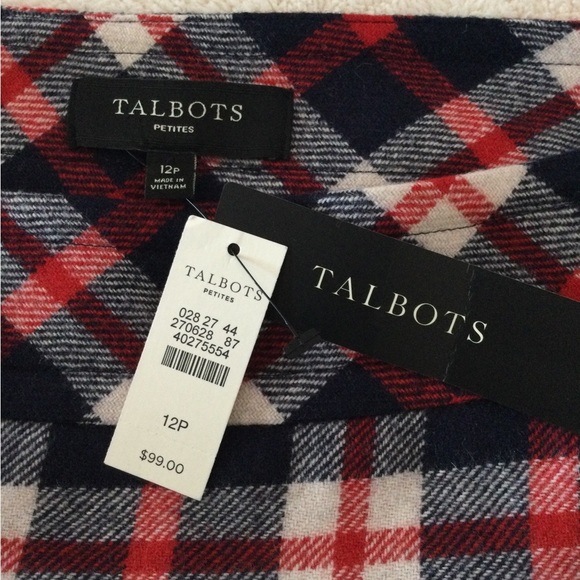 TALBOTS
PETITES
12P
MADE IN
VIETNAM
TALBOTS
PETITES
028 27 44
270628 87
40275554
12P
$99.00
TALBOTS